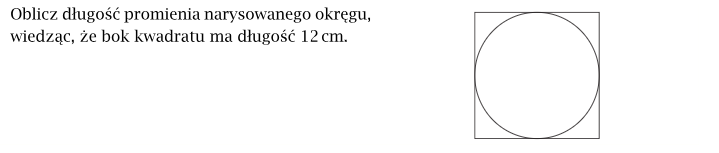 Oblicz długość promienia narysowanego okręgu,
wiedząc, że bok kwadratu ma długość 12 cm.